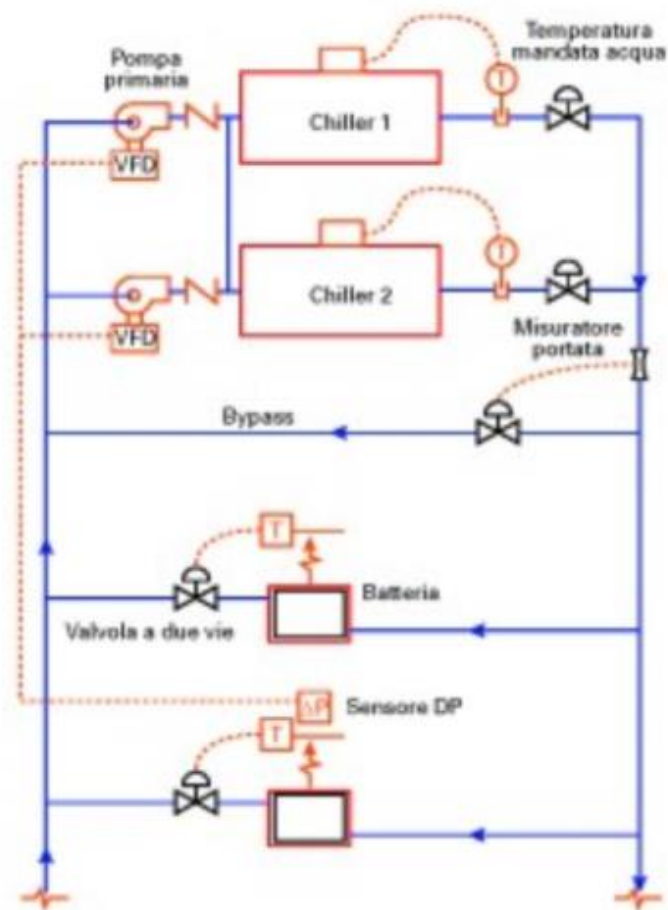 Temperatura
mandata acqua
Pompa
primaria
T
Chiller 1
VFD
T
Chiller 2
VFD
Misuratore
portata
Bypass
T
Batteria
Valvola a due vie
ΔP
Sensore DP
T